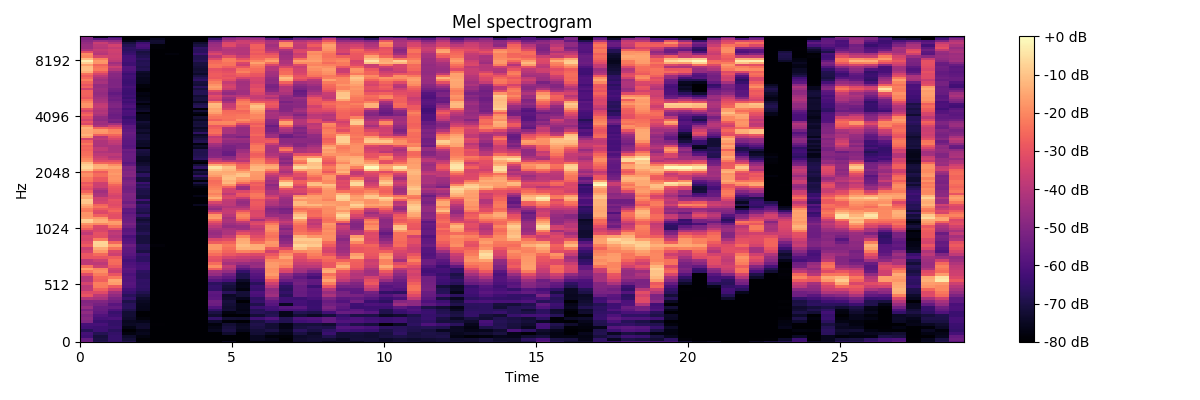 Mel spectrogram
Hz
8192
4096
2048
1024
512
0
0 5 10 15 20 25
Time
+0 dB
-10 dB
-20 dB
-30 dB
-40 dB
-50 dB
-60 dB
-70 dB
-80 dB